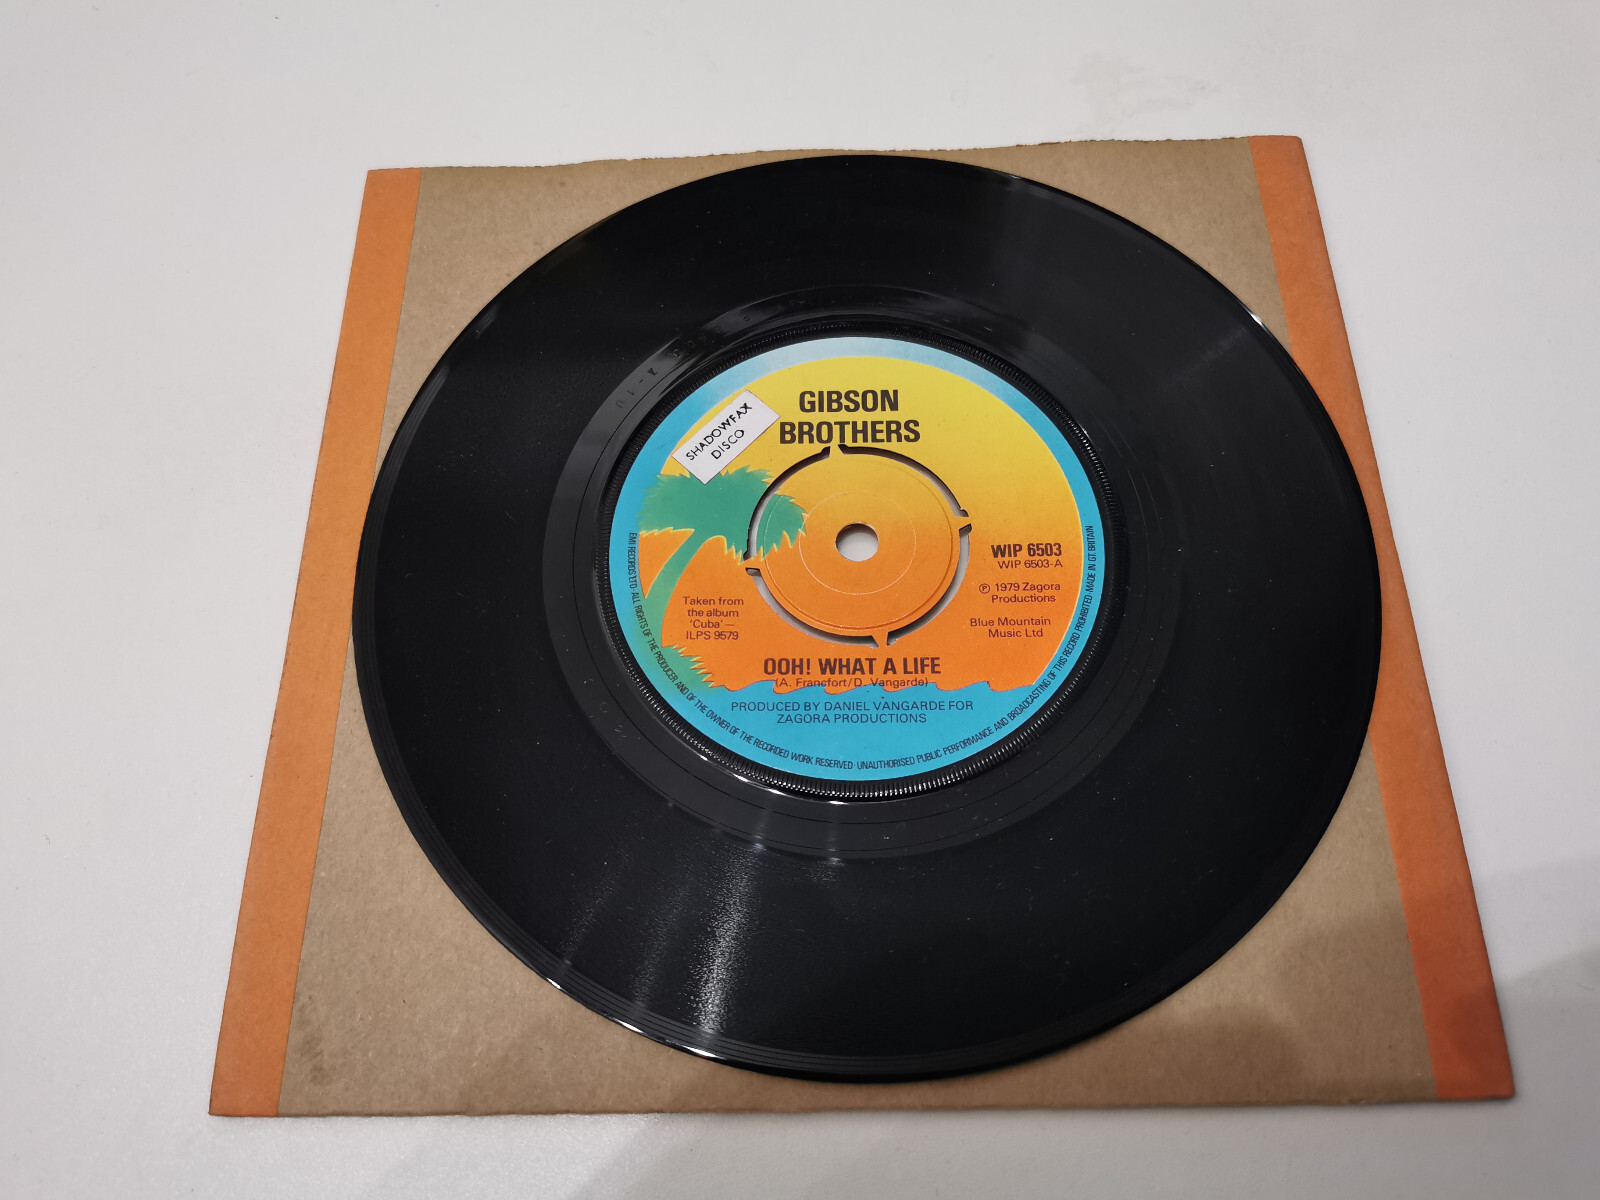 GIBSON
BROTHERS
SHADOWFAX
DISCO
WIP 6503
WIP 6503-A
℗ 1979 Zagora
Productions
Blue Mountain
Music Ltd
Taken from
the album
'Cuba'—
ILPS 9579
OOH! WHAT A LIFE
(A. Francfort/D. Vangarde)
PRODUCED BY DANIEL VANGARDE FOR
ZAGORA PRODUCTIONS
EMI RECORDS LTD· ALL RIGHTS OF THE PRODUCER AND OF THE OWNER OF THE RECORDED WORK RESERVED· UNAUTHORISED PUBLIC PERFORMANCE AND BROADCASTING OF THIS RECORD PROHIBITED· MADE IN GT. BRITAIN